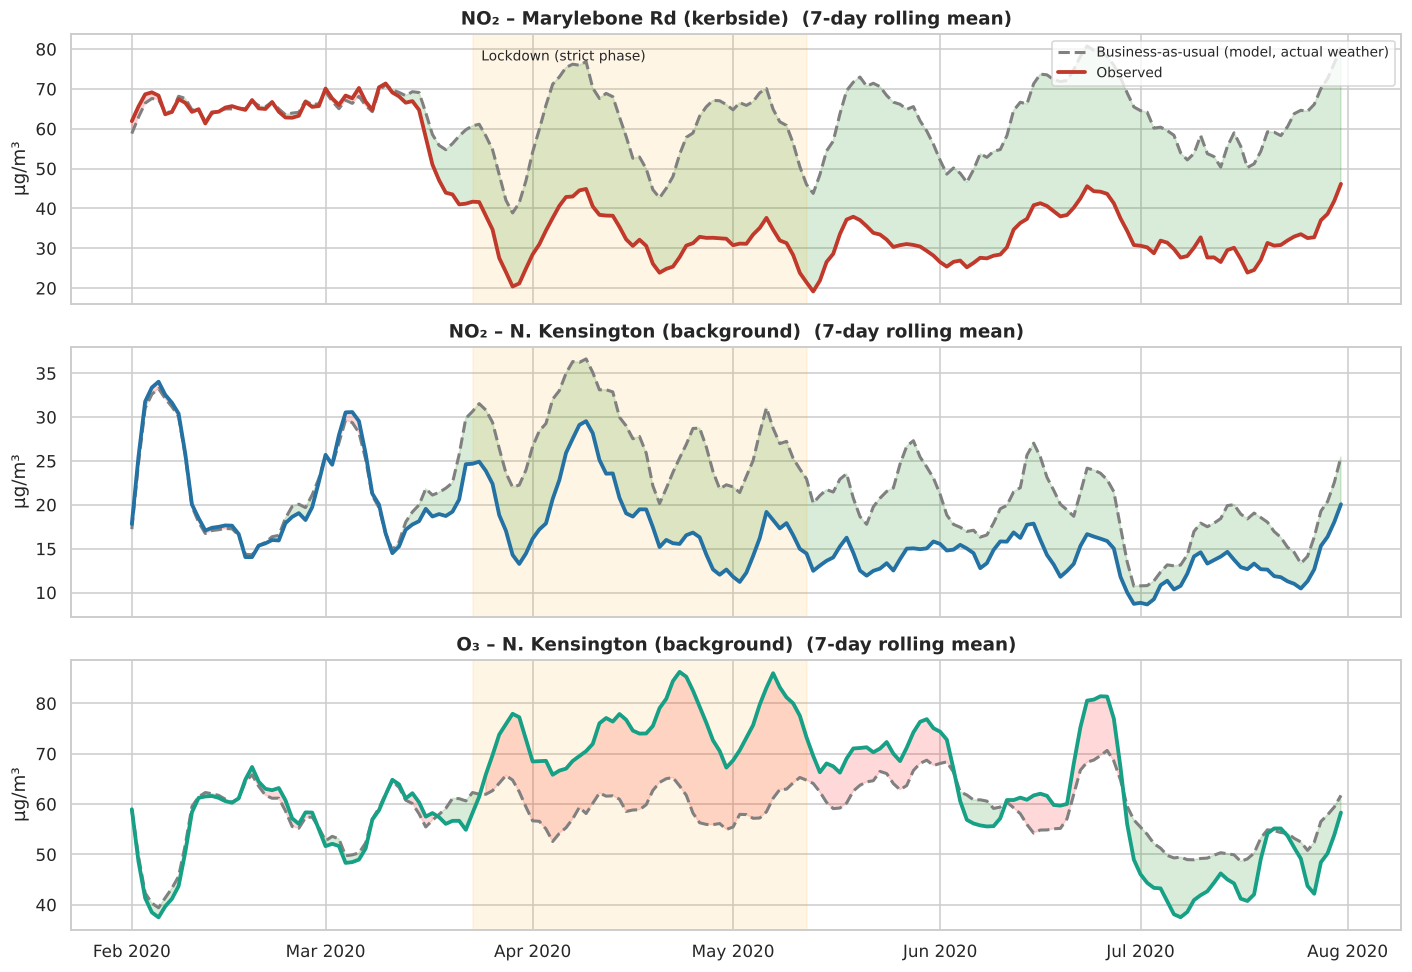 NO₂ – Marylebone Rd (kerbside)  (7-day rolling mean)
Lockdown (strict phase)
Business-as-usual (model, actual weather)
Observed
µg/m³
80
70
60
50
40
30
20
NO₂ – N. Kensington (background)  (7-day rolling mean)
µg/m³
35
30
25
20
15
10
O₃ – N. Kensington (background)  (7-day rolling mean)
µg/m³
80
70
60
50
40
Feb 2020
Mar 2020
Apr 2020
May 2020
Jun 2020
Jul 2020
Aug 2020